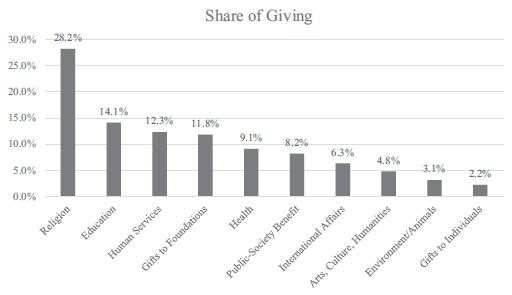 Share of Giving
30.0%
25.0%
20.0%
15.0%
10.0%
5.0%
0.0%
28.2%
14.1%
12.3%
11.8%
9.1%
8.2%
6.3%
4.8%
3.1%
2.2%
Religion
Education
Human Services
Gifts to Foundations
Health
Public-Society Benefit
International Affairs
Arts, Culture, Humanities
Environment/Animals
Gifts to Individuals